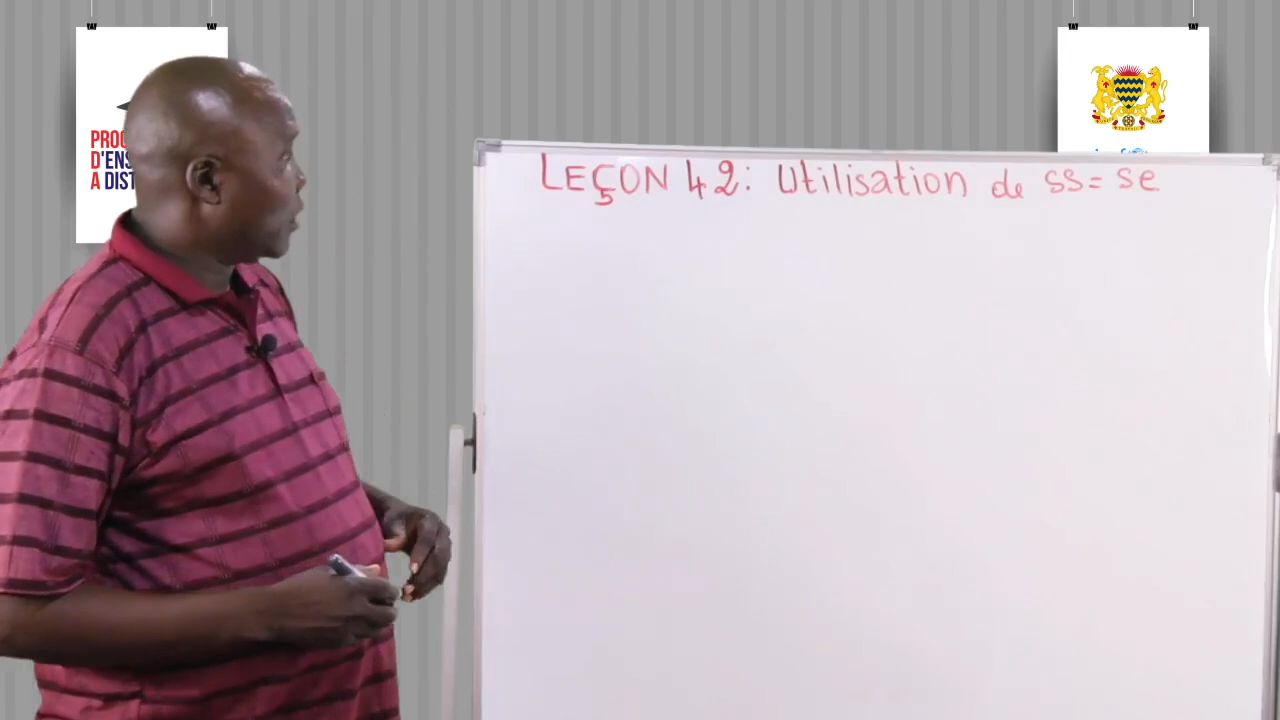 PROG
D'ENS
A DIST
LEÇON 42: Utilisation de ss = se